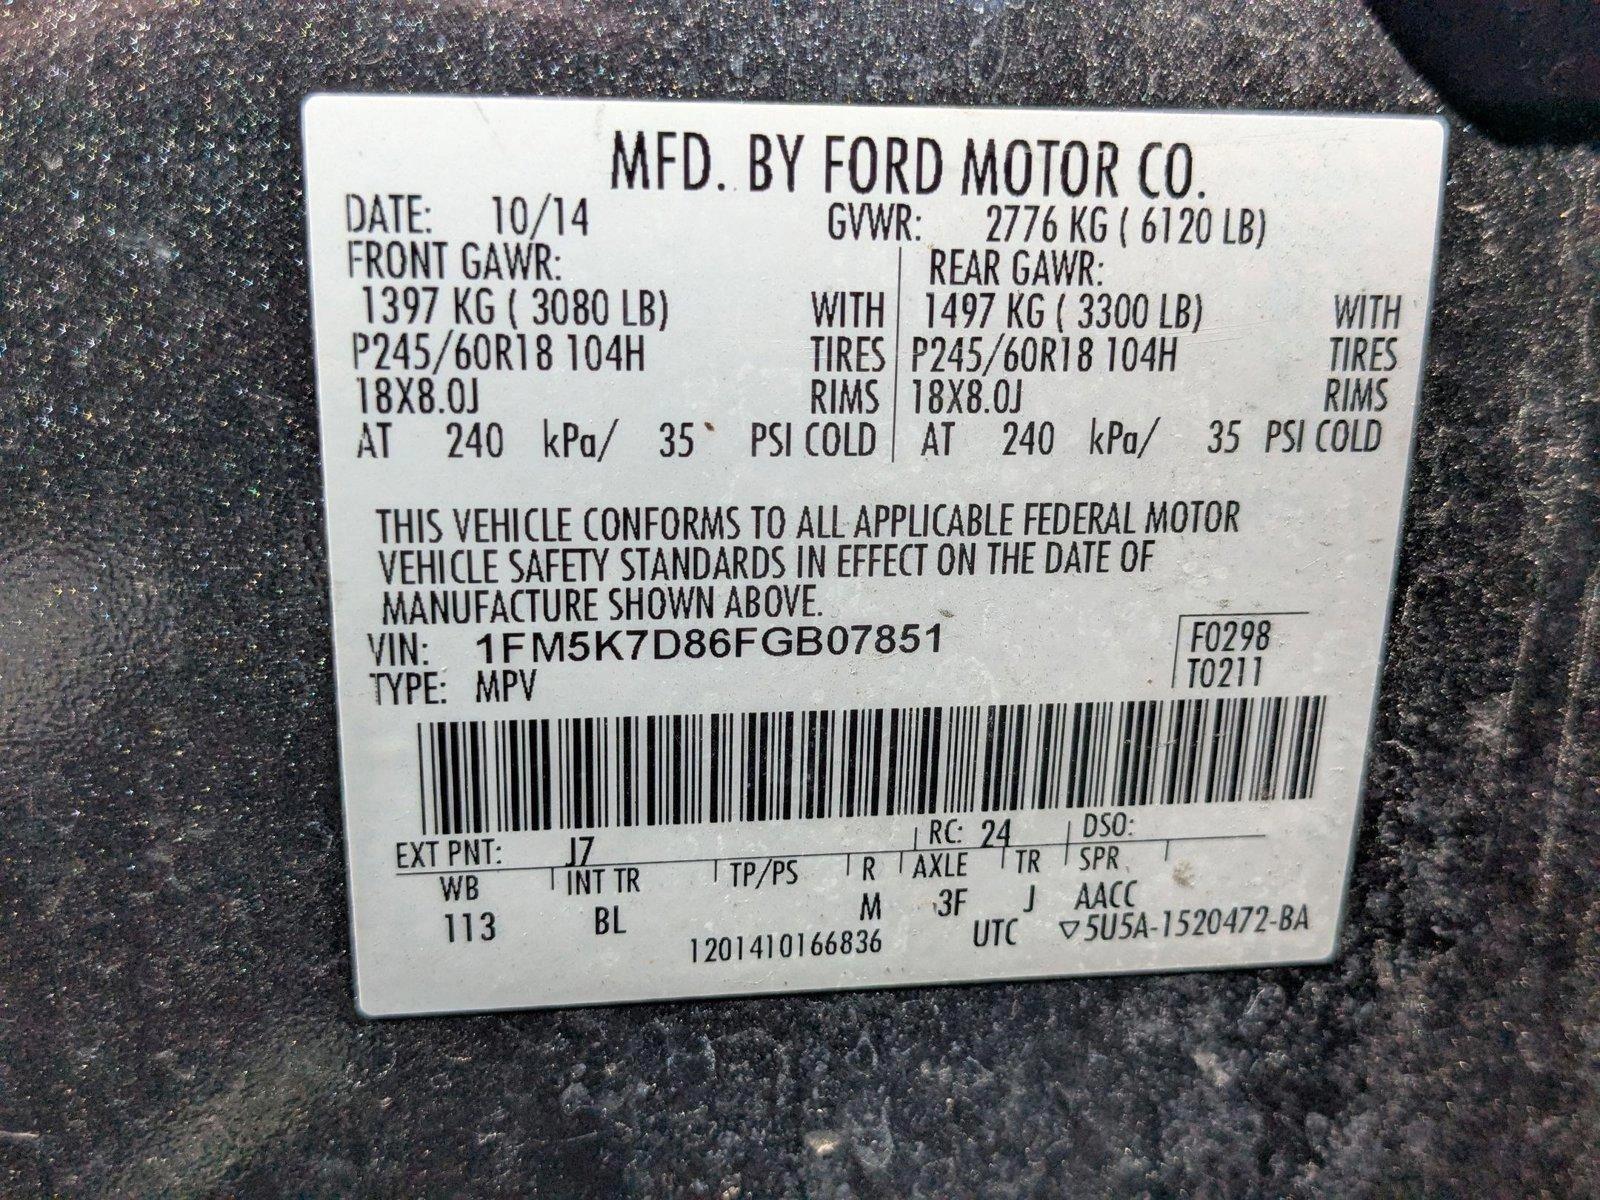 MFD. BY FORD MOTOR CO.
DATE: 10/14 GVWR: 2776 KG ( 6120 LB)
FRONT GAWR: REAR GAWR:
1397 KG ( 3080 LB) WITH 1497 KG ( 3300 LB) WITH
P245/60R18 104H TIRES P245/60R18 104H TIRES
18X8.0J RIMS 18X8.0J RIMS
AT 240 kPa/ 35 PSI COLD AT 240 kPa/ 35 PSI COLD
THIS VEHICLE CONFORMS TO ALL APPLICABLE FEDERAL MOTOR
VEHICLE SAFETY STANDARDS IN EFFECT ON THE DATE OF
MANUFACTURE SHOWN ABOVE.
VIN: 1FM5K7D86FGB07851 F0298
TYPE: MPV T0211
EXT PNT: J7 RC: 24 DSO:
WB INT TR TP/PS R AXLE TR SPR
113 BL M 3F J AACC
1201410166836 UTC ▽5U5A-1520472-BA